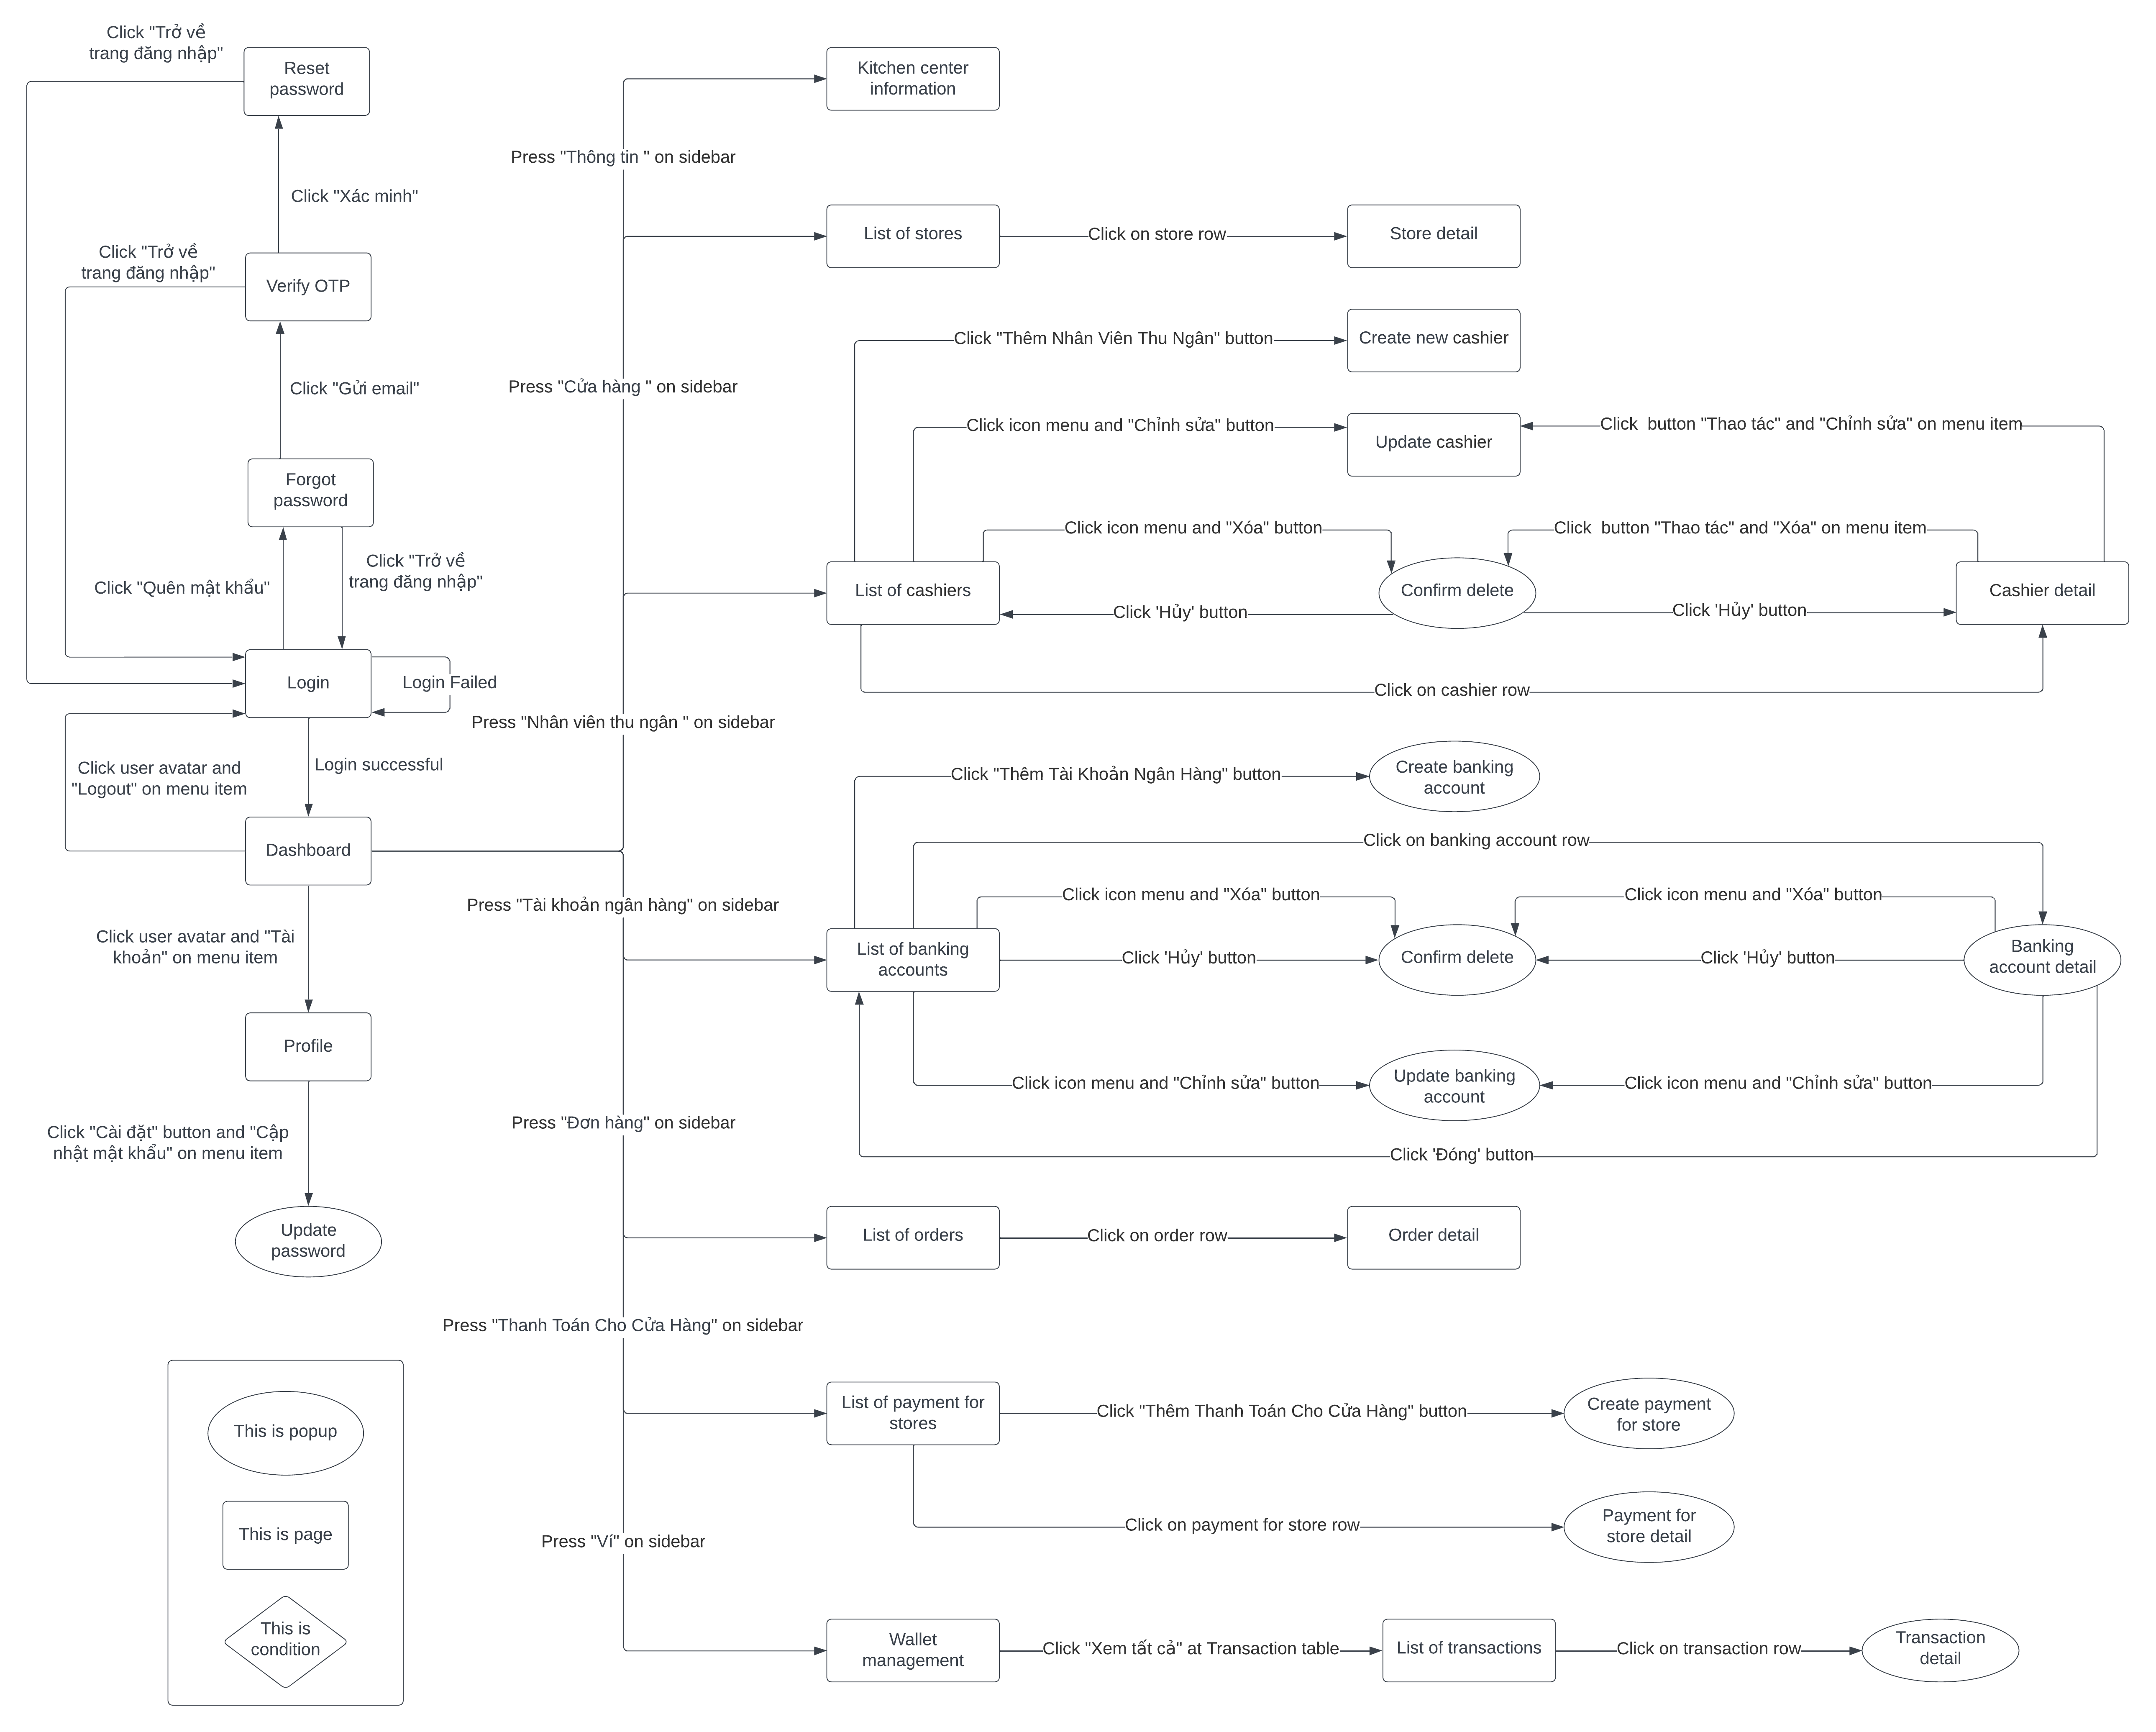 Click "Trở về
trang đăng nhập"
Reset
password
Click "Xác minh"
Click "Trở về
trang đăng nhập"
Verify OTP
Click "Gửi email"
Forgot
password
Click "Trở về
trang đăng nhập"
Click "Quên mật khẩu"
Login
Login Failed
Click user avatar and
"Logout" on menu item
Login successful
Dashboard
Click user avatar and "Tài
khoản" on menu item
Profile
Click "Cài đặt" button and "Cập
nhật mật khẩu" on menu item
Update
password
This is popup
This is page
This is
condition
Press "Thông tin " on sidebar
Press "Cửa hàng " on sidebar
Press "Nhân viên thu ngân " on sidebar
Press "Tài khoản ngân hàng" on sidebar
Press "Đơn hàng" on sidebar
Press "Thanh Toán Cho Cửa Hàng" on sidebar
Press "Ví" on sidebar
Kitchen center
information
List of stores
Click on store row
Store detail
Click "Thêm Nhân Viên Thu Ngân" button
Create new cashier
Click icon menu and "Chỉnh sửa" button
Update cashier
Click  button "Thao tác" and "Chỉnh sửa" on menu item
Click icon menu and "Xóa" button
Click  button "Thao tác" and "Xóa" on menu item
List of cashiers
Confirm delete
Cashier detail
Click 'Hủy' button
Click 'Hủy' button
Click on cashier row
Click "Thêm Tài Khoản Ngân Hàng" button
Create banking
account
Click on banking account row
Click icon menu and "Xóa" button
Click icon menu and "Xóa" button
List of banking
accounts
Click 'Hủy' button
Confirm delete
Click 'Hủy' button
Banking
account detail
Click icon menu and "Chỉnh sửa" button
Update banking
account
Click icon menu and "Chỉnh sửa" button
Click 'Đóng' button
List of orders
Click on order row
Order detail
List of payment for
stores
Click "Thêm Thanh Toán Cho Cửa Hàng" button
Create payment
for store
Click on payment for store row
Payment for
store detail
Wallet
management
Click "Xem tất cả" at Transaction table
List of transactions
Click on transaction row
Transaction
detail